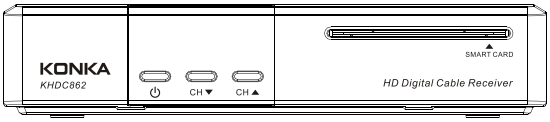 SMART CARD
KONKA
KHDC862
CH ▼
CH ▲
HD Digital Cable Receiver